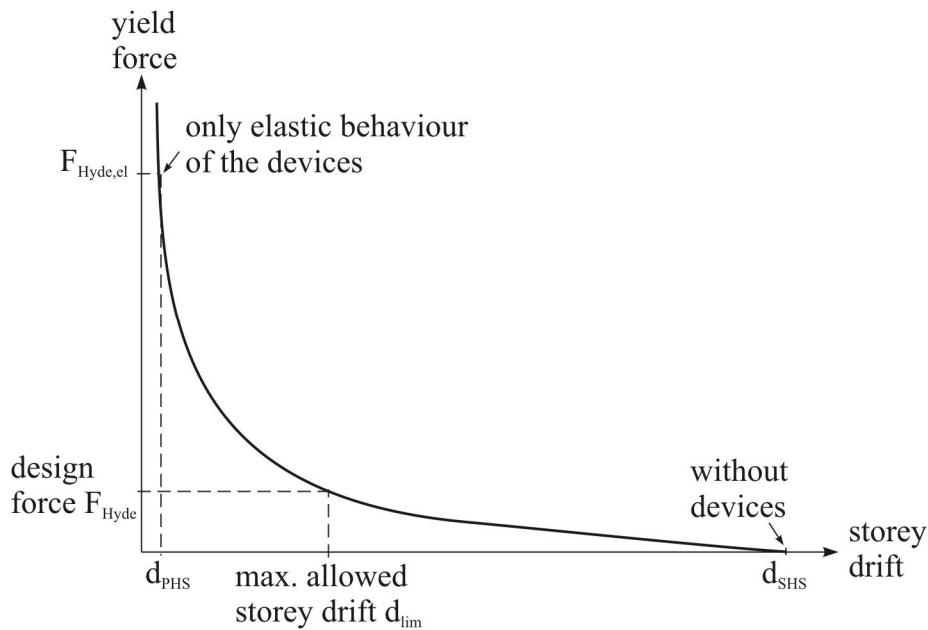 yield
force
only elastic behaviour
of the devices
F_Hyde,el
design
force F_Hyde
without
devices
storey
drift
d_PHS
max. allowed
storey drift d_lim
d_SHS